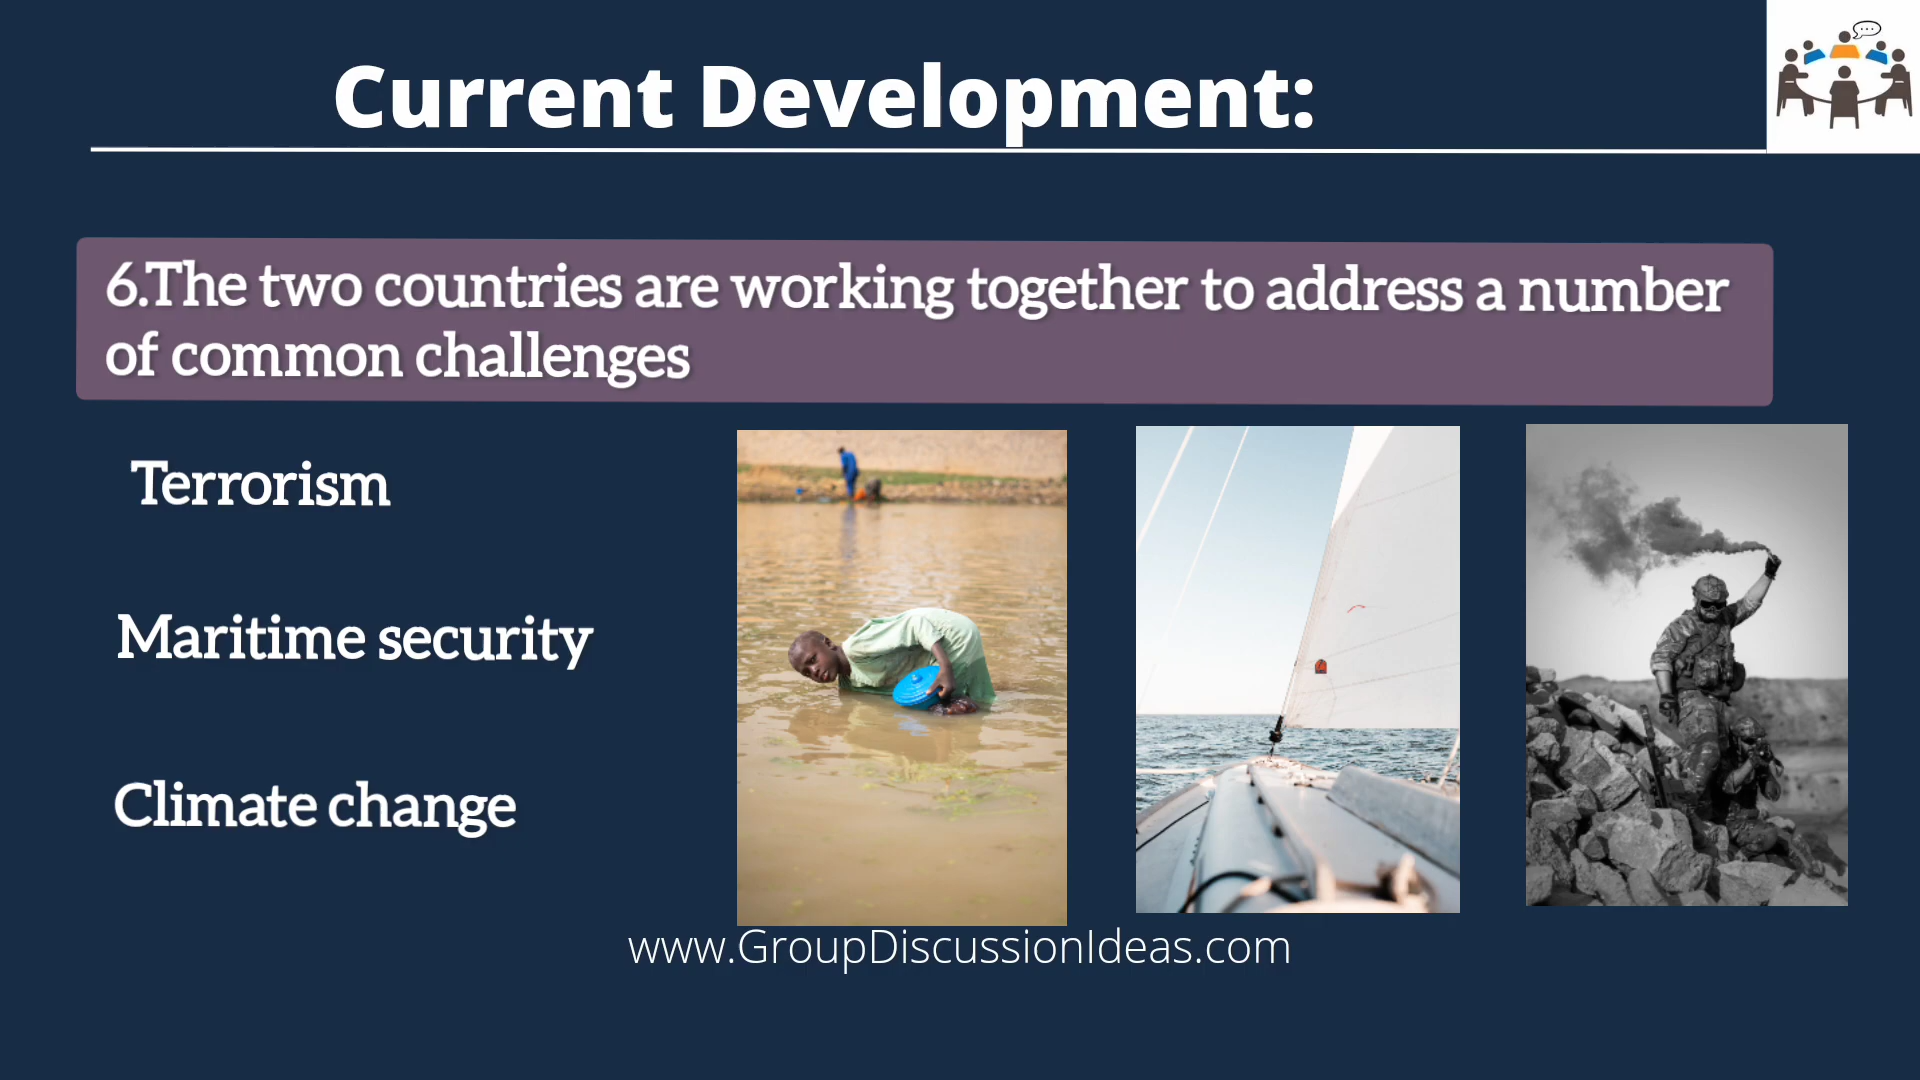 Current Development:
6.The two countries are working together to address a number
of common challenges
Terrorism
Maritime security
Climate change
www.GroupDiscussionIdeas.com